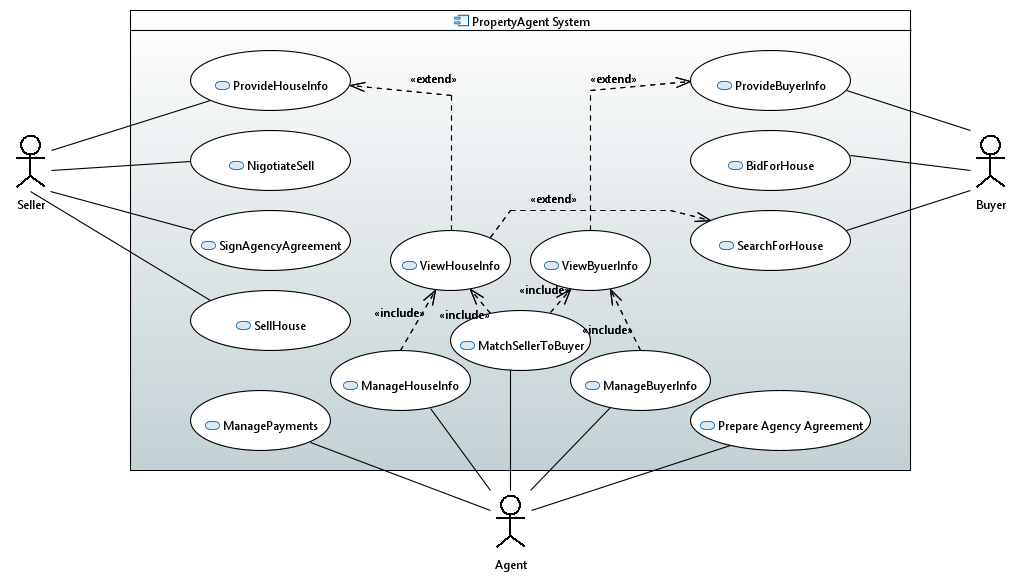 PropertyAgent System
ProvideHouseInfo
«extend»
«extend»
ProvideBuyerInfo
NigotiateSell
BidForHouse
Seller
Buyer
«extend»
SignAgencyAgreement
SearchForHouse
ViewHouseInfo
ViewByuerInfo
«include»
«include»
«include»
«include»
SellHouse
MatchSellerToBuyer
ManageHouseInfo
ManageBuyerInfo
ManagePayments
Prepare Agency Agreement
Agent